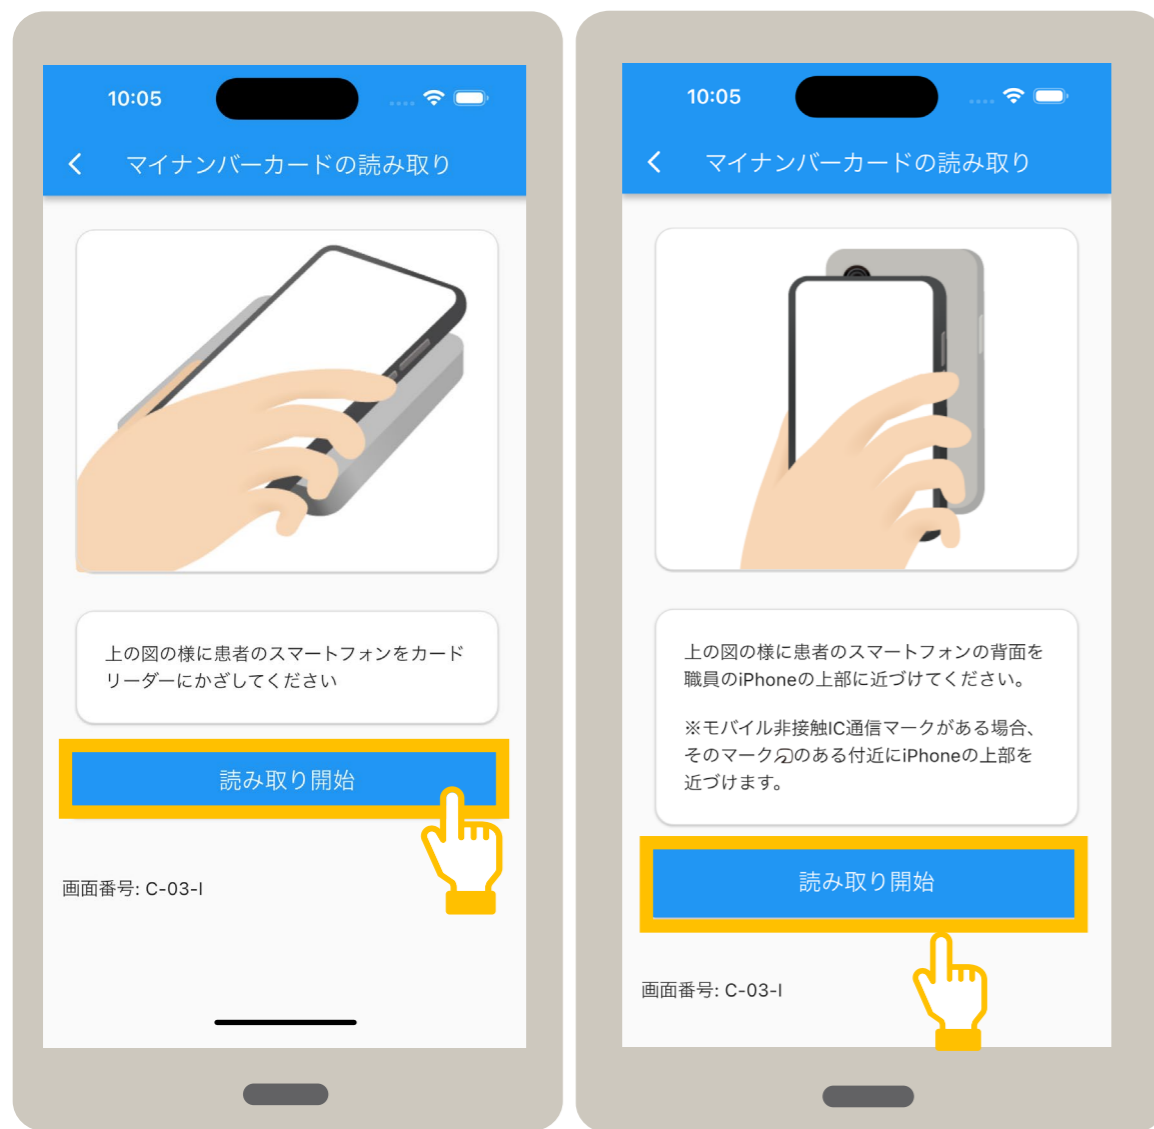 10:05
マイナンバーカードの読み取り
上の図の様に患者のスマートフォンをカード
リーダーにかざしてください
読み取り開始
画面番号: C-03-I
10:05
マイナンバーカードの読み取り
上の図の様に患者のスマートフォンの背面を
職員のiPhoneの上部に近づけてください。
※モバイル非接触IC通信マークがある場合、
そのマークのある付近にiPhoneの上部を
近づけます。
読み取り開始
画面番号: C-03-I